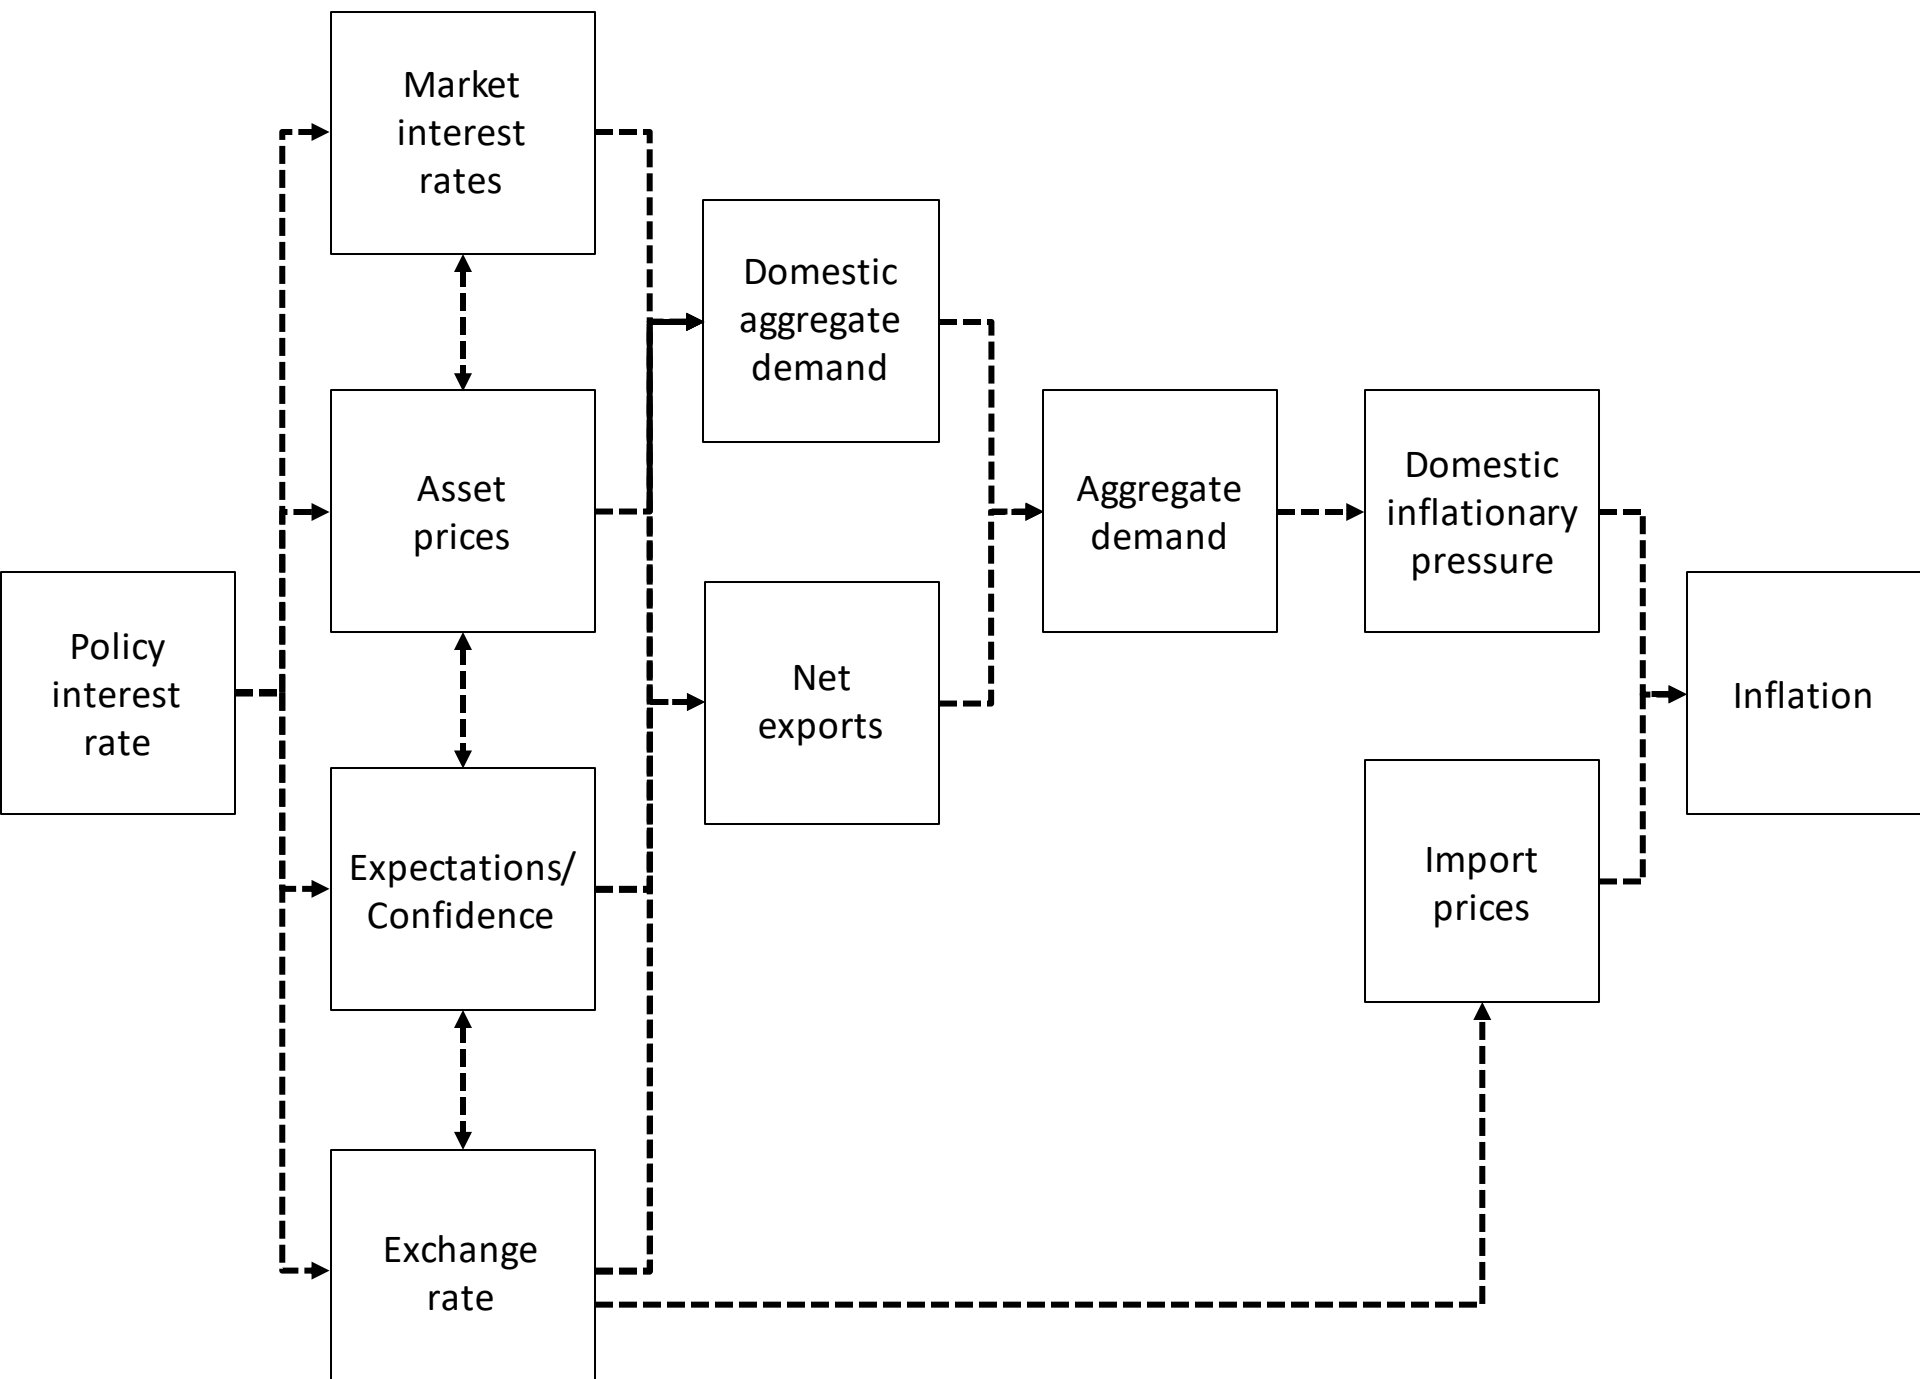 Market
interest
rates
Domestic
aggregate
demand
Asset
prices
Aggregate
demand
Domestic
inflationary
pressure
Policy
interest
rate
Net
exports
Inflation
Expectations/
Confidence
Import
prices
Exchange
rate